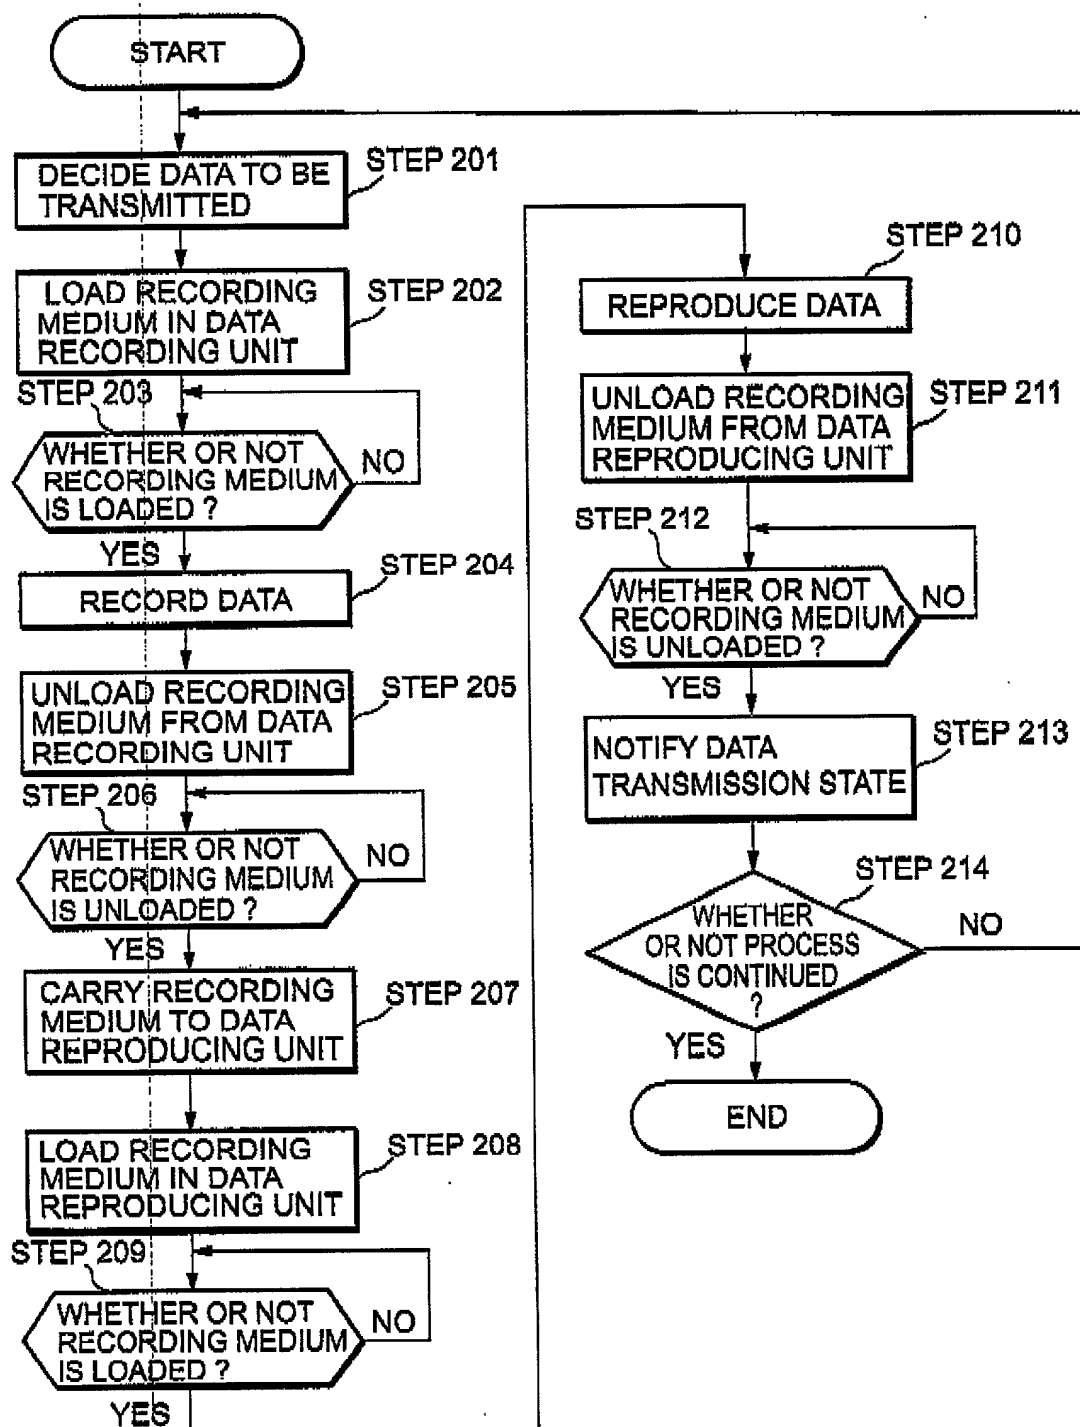 START
STEP 201
DECIDE DATA TO BE
TRANSMITTED
STEP 202
LOAD RECORDING
MEDIUM IN DATA
RECORDING UNIT
STEP 203
WHETHER OR NOT
RECORDING MEDIUM
IS LOADED ?
NO
YES
STEP 204
RECORD DATA
STEP 205
UNLOAD RECORDING
MEDIUM FROM DATA
RECORDING UNIT
STEP 206
WHETHER OR NOT
RECORDING MEDIUM
IS UNLOADED ?
NO
YES
STEP 207
CARRY RECORDING
MEDIUM TO DATA
REPRODUCING UNIT
STEP 208
LOAD RECORDING
MEDIUM IN DATA
REPRODUCING UNIT
STEP 209
WHETHER OR NOT
RECORDING MEDIUM
IS LOADED ?
NO
YES
STEP 210
REPRODUCE DATA
STEP 211
UNLOAD RECORDING
MEDIUM FROM DATA
REPRODUCING UNIT
STEP 212
WHETHER OR NOT
RECORDING MEDIUM
IS UNLOADED ?
NO
YES
STEP 213
NOTIFY DATA
TRANSMISSION STATE
STEP 214
WHETHER
OR NOT PROCESS
IS CONTINUED
?
NO
YES
END